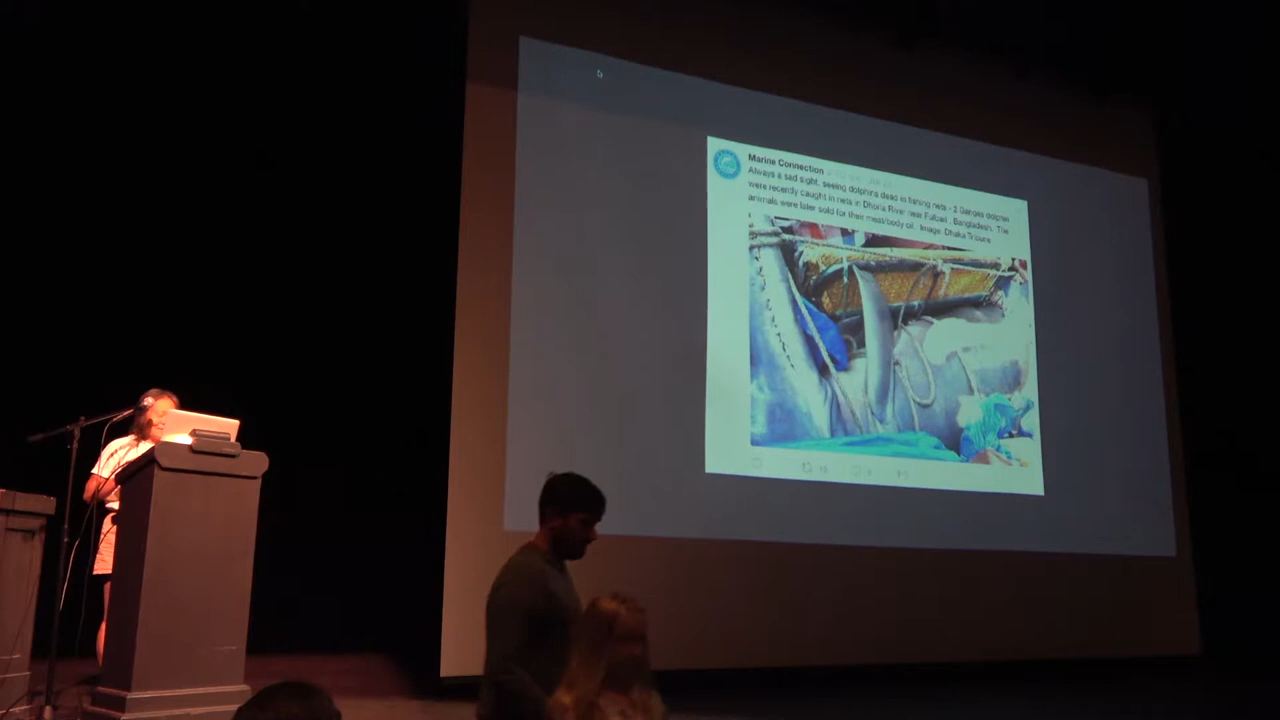 Marine Connection
Always a sad sight, seeing dolphins dead in fishing nets - 2 Ganges dolphin
were recently caught in nets in Dhorla River near Fulbari , Bangladesh. The
animals were later sold for their meat/body oil. Image: Dhaka Tribune